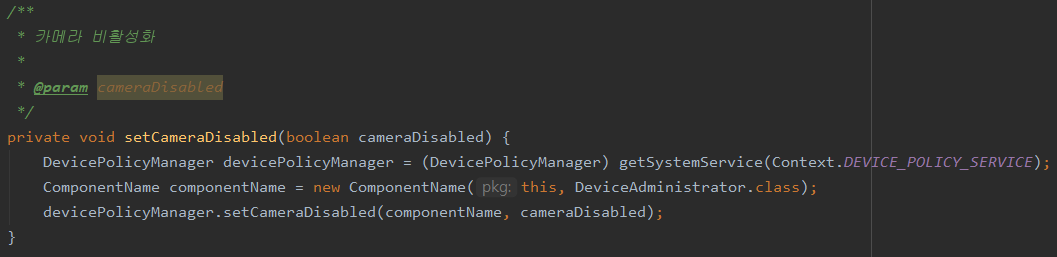 /**
 * 카메라 비활성화
 *
 * @param cameraDisabled
 */
private void setCameraDisabled(boolean cameraDisabled) {
    DevicePolicyManager devicePolicyManager = (DevicePolicyManager) getSystemService(Context.DEVICE_POLICY_SERVICE);
    ComponentName componentName = new ComponentName( pkg: this, DeviceAdministrator.class);
    devicePolicyManager.setCameraDisabled(componentName, cameraDisabled);
}